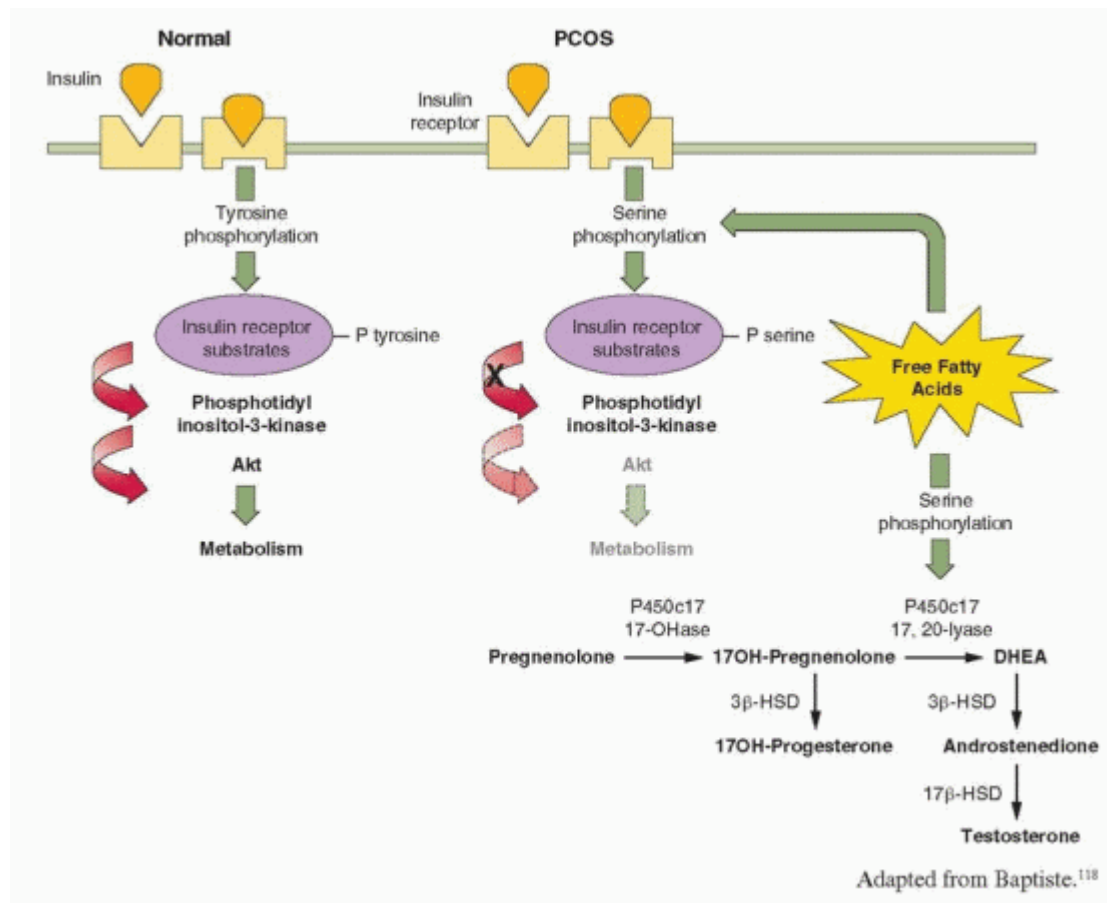 Normal
PCOS
Insulin
Insulin
receptor
Tyrosine
phosphorylation
Serine
phosphorylation
Insulin receptor
substrates
P tyrosine
Insulin receptor
substrates
P serine
Free Fatty
Acids
Phosphotidyl
inositol-3-kinase
X
Phosphotidyl
inositol-3-kinase
Akt
Akt
Metabolism
Metabolism
Serine
phosphorylation
P450c17
17-OHase
P450c17
17, 20-lyase
Pregnenolone
17OH-Pregnenolone
DHEA
3β-HSD
3β-HSD
17OH-Progesterone
Androstenedione
17β-HSD
Testosterone
Adapted from Baptiste.¹¹⁸